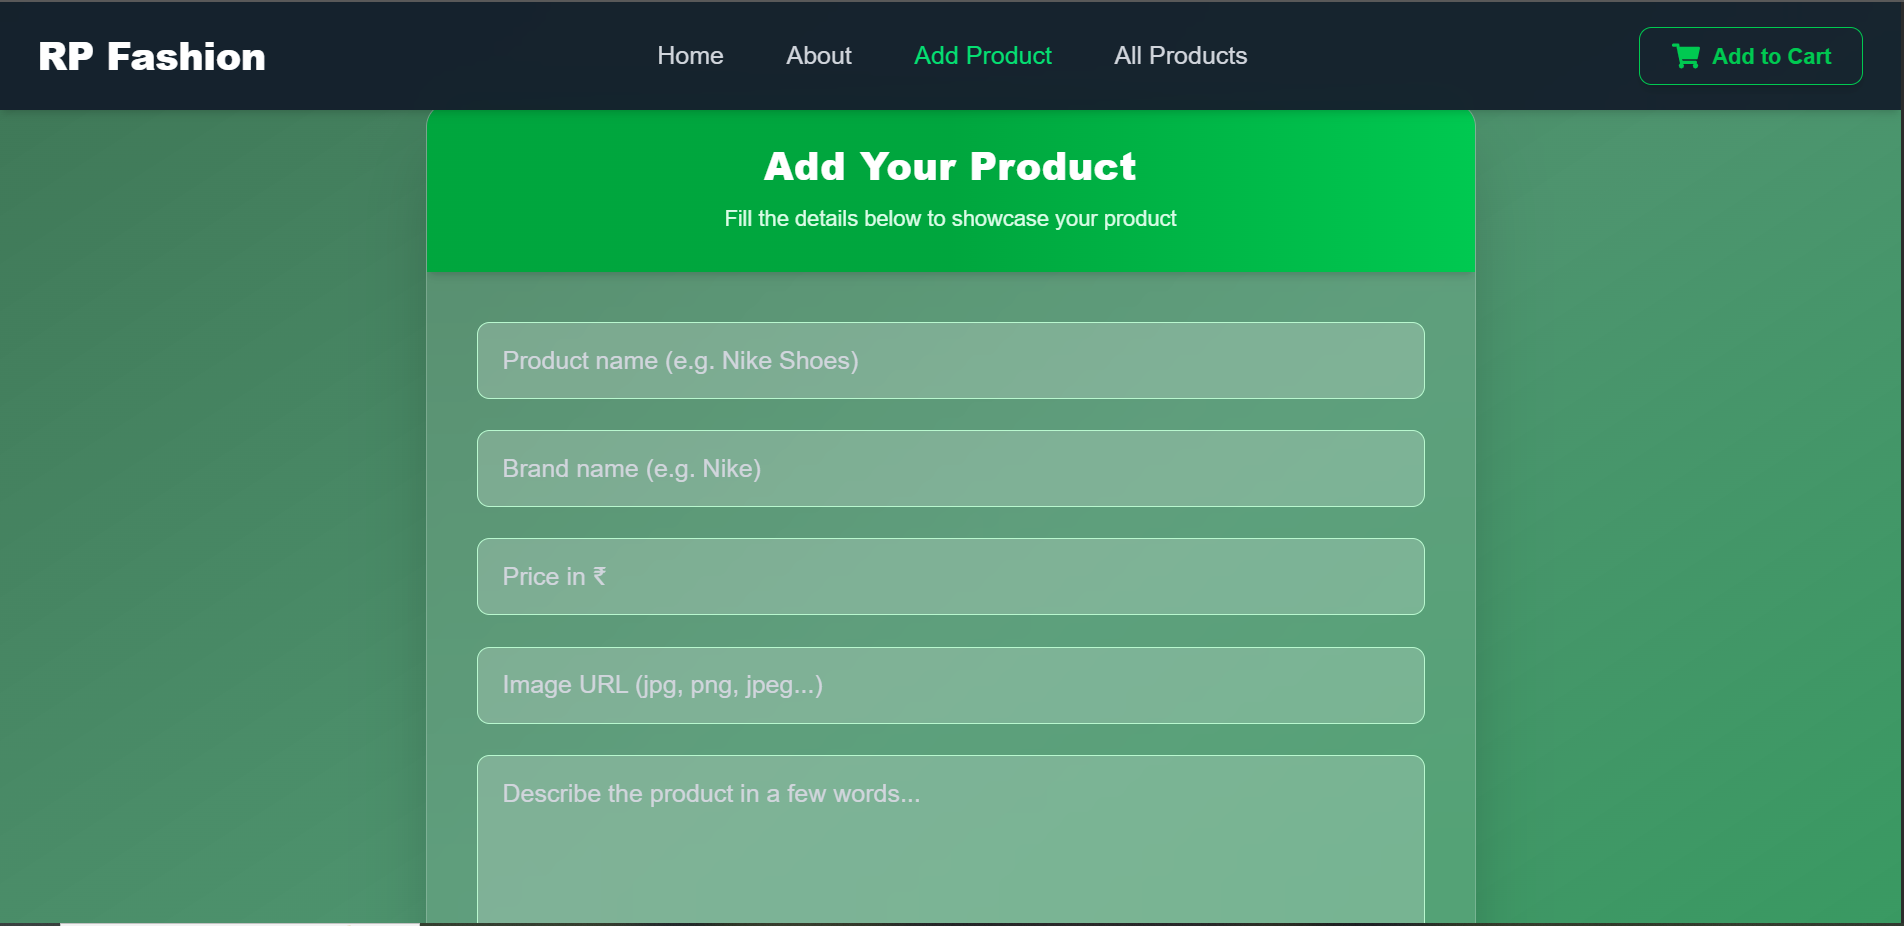 RP Fashion
Home
About
Add Product
All Products
Add to Cart
Add Your Product
Fill the details below to showcase your product
Product name (e.g. Nike Shoes)
Brand name (e.g. Nike)
Price in ₹
Image URL (jpg, png, jpeg...)
Describe the product in a few words...